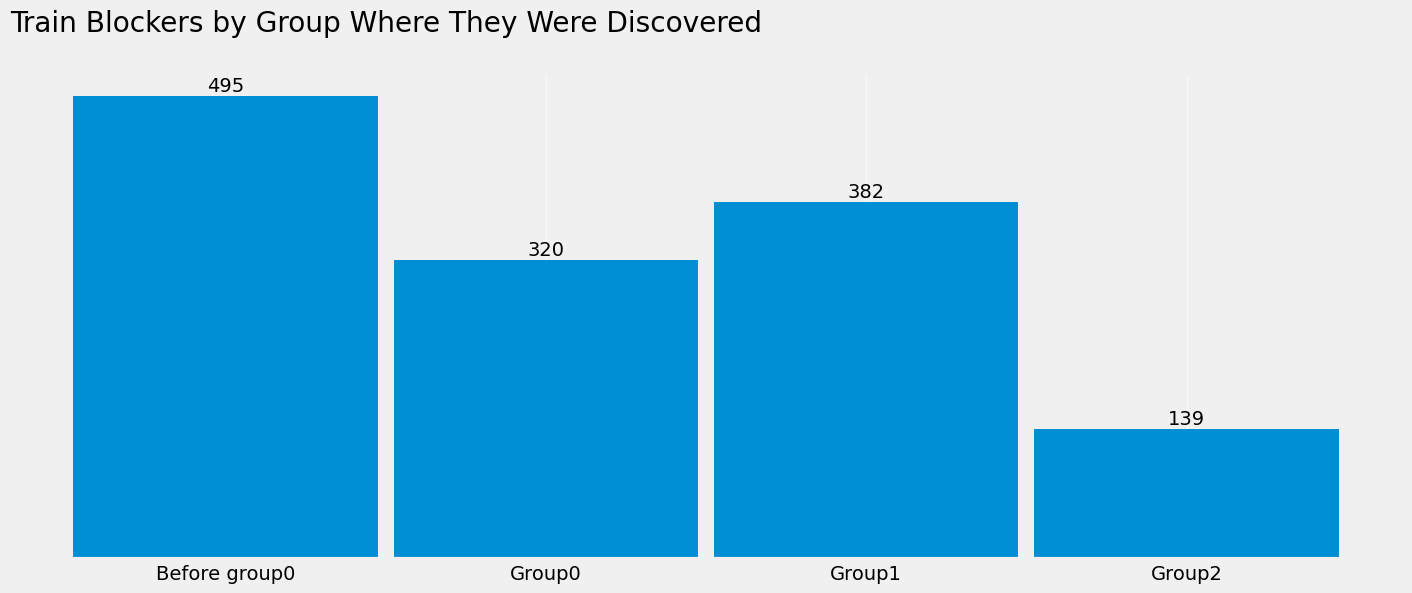 Train Blockers by Group Where They Were Discovered
495
320
382
139
Before group0
Group0
Group1
Group2